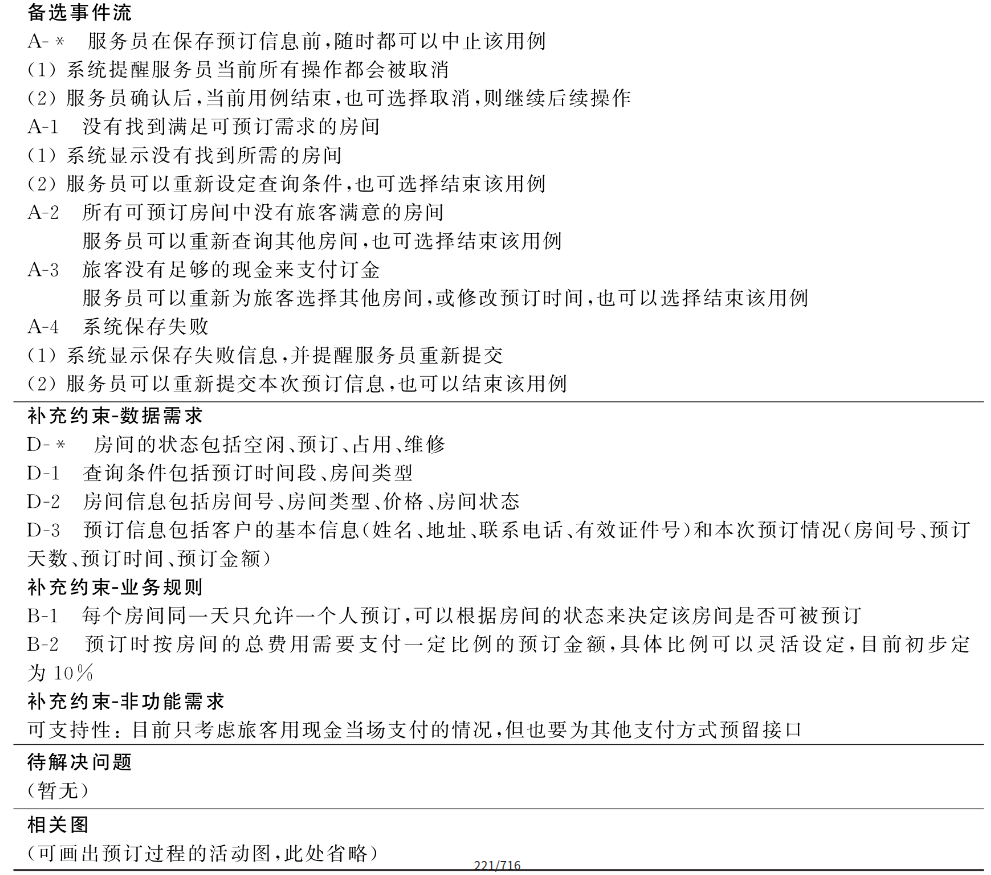 备选事件流
A-* 服务员在保存预订信息前,随时都可以中止该用例
(1) 系统提醒服务员当前所有操作都会被取消
(2) 服务员确认后,当前用例结束,也可选择取消,则继续后续操作
A-1 没有找到满足可预订需求的房间
(1) 系统显示没有找到所需的房间
(2) 服务员可以重新设定查询条件,也可选择结束该用例
A-2 所有可预订房间中没有旅客满意的房间
服务员可以重新查询其他房间,也可选择结束该用例
A-3 旅客没有足够的现金来支付订金
服务员可以重新为旅客选择其他房间,或修改预订时间,也可以选择结束该用例
A-4 系统保存失败
(1) 系统显示保存失败信息,并提醒服务员重新提交
(2) 服务员可以重新提交本次预订信息,也可以结束该用例
补充约束-数据需求
D-* 房间的状态包括空闲、预订、占用、维修
D-1 查询条件包括预订时间段、房间类型
D-2 房间信息包括房间号、房间类型、价格、房间状态
D-3 预订信息包括客户的基本信息(姓名、地址、联系电话、有效证件号)和本次预订情况(房间号、预订
天数、预订时间、预订金额)
补充约束-业务规则
B-1 每个房间同一天只允许一个人预订,可以根据房间的状态来决定该房间是否可被预订
B-2 预订时按房间的总费用需要支付一定比例的预订金额,具体比例可以灵活设定,目前初步定
为 10%
补充约束-非功能需求
可支持性: 目前只考虑旅客用现金当场支付的情况,但也要为其他支付方式预留接口
待解决问题
(暂无)
相关图
(可画出预订过程的活动图,此处省略)
221/716